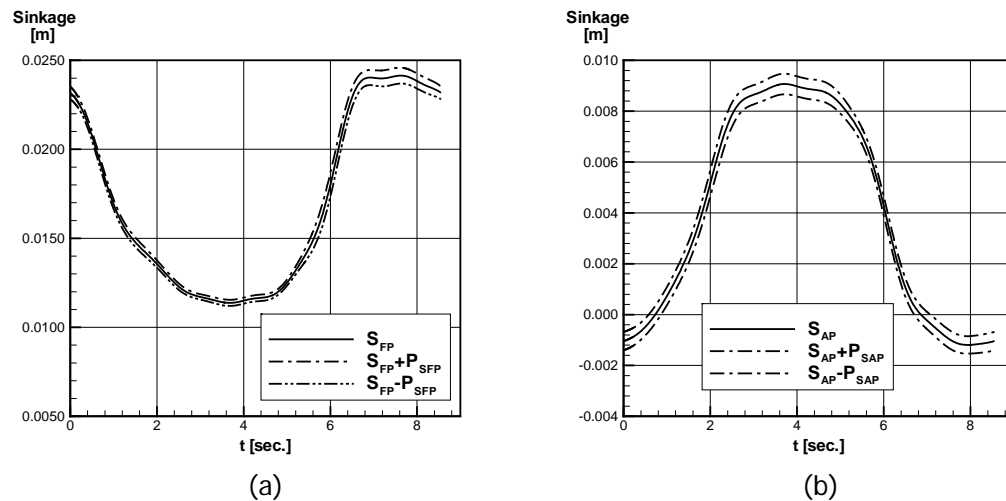 Sinkage
[m]
0.0250
0.0200
0.0150
0.0100
0.0050
0 2 4 6 8
t [sec.]
S_FP
S_FP+P_SFP
S_FP-P_SFP
(a)
Sinkage
[m]
0.010
0.008
0.006
0.004
0.002
0.000
-0.002
-0.004
0 2 4 6 8
t [sec.]
S_AP
S_AP+P_SAP
S_AP-P_SAP
(b)